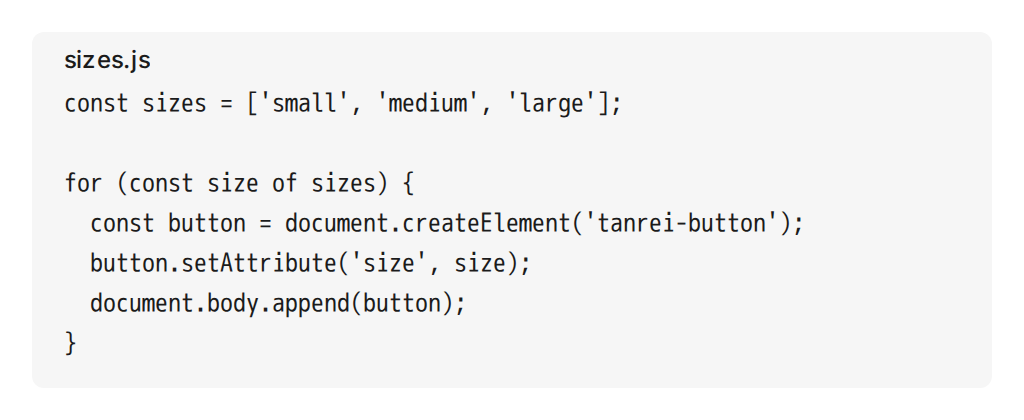 sizes.js
const sizes = ['small', 'medium', 'large'];

for (const size of sizes) {
  const button = document.createElement('tanrei-button');
  button.setAttribute('size', size);
  document.body.append(button);
}